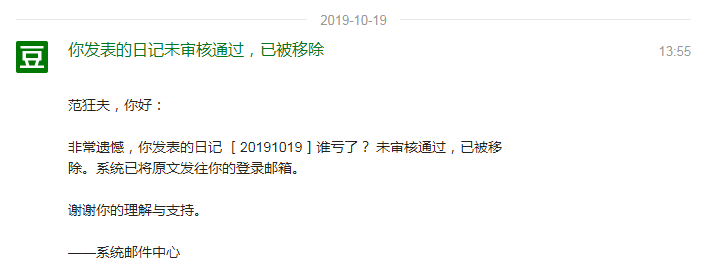 2019-10-19
豆
你发表的日记未审核通过，已被移除
13:55
范狂夫，你好：
非常遗憾，你发表的日记 [ 20191019 ] 谁亏了？ 未审核通过，已被移
除。系统已将原文发往你的登录邮箱。
谢谢你的理解与支持。
——系统邮件中心